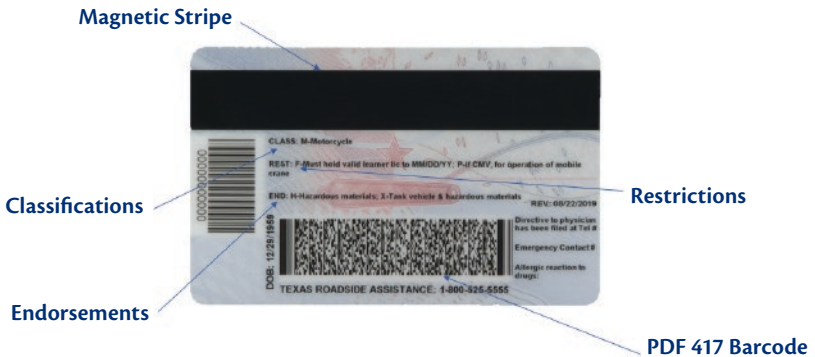 Magnetic Stripe
CLASS: M-Motorcycle
REST: F-Must hold valid learner lic to MM/DD/YY; P-If CMV, for operation of mobile
crane
Classifications
Restrictions
END: H-Hazardous materials; X-Tank vehicle & hazardous materials
REV: 08/22/2019
00000000000
DOB: 12/29/1959
Directive to physician
has been filed at Tel #
Emergency Contact #
Allergic reaction to
drugs:
TEXAS ROADSIDE ASSISTANCE: 1-800-525-5555
Endorsements
PDF 417 Barcode